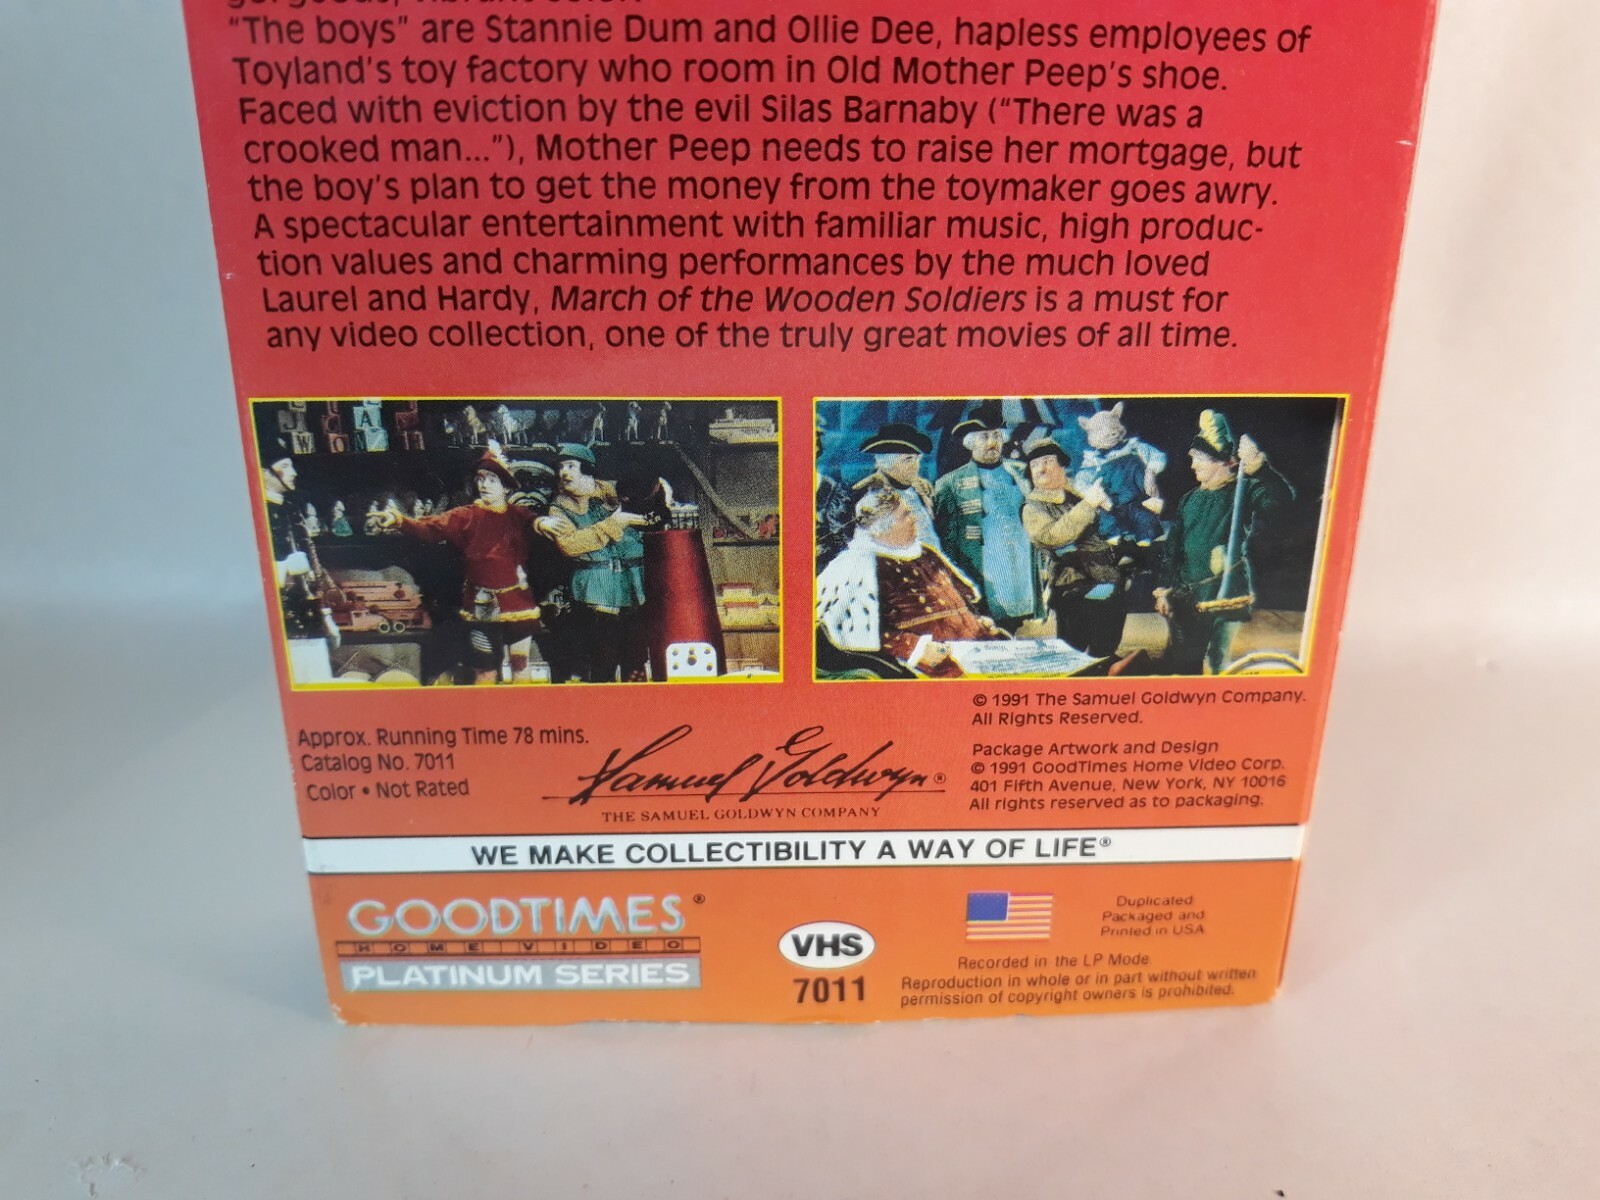 gorgeous, vibrant color.
"The boys" are Stannie Dum and Ollie Dee, hapless employees of
Toyland's toy factory who room in Old Mother Peep's shoe.
Faced with eviction by the evil Silas Barnaby ("There was a
crooked man..."), Mother Peep needs to raise her mortgage, but
the boy's plan to get the money from the toymaker goes awry.
A spectacular entertainment with familiar music, high produc-
tion values and charming performances by the much loved
Laurel and Hardy, March of the Wooden Soldiers is a must for
any video collection, one of the truly great movies of all time.
Approx. Running Time 78 mins.
Catalog No. 7011
Color • Not Rated
Samuel Goldwyn®
THE SAMUEL GOLDWYN COMPANY
© 1991 The Samuel Goldwyn Company.
All Rights Reserved.
Package Artwork and Design
© 1991 GoodTimes Home Video Corp.
401 Fifth Avenue, New York, NY 10016
All rights reserved as to packaging.
WE MAKE COLLECTIBILITY A WAY OF LIFE®
GOODTIMES®
HOME VIDEO
PLATINUM SERIES
VHS
7011
Duplicated
Packaged and
Printed in USA
Recorded in the LP Mode
Reproduction in whole or in part without written
permission of copyright owners is prohibited.